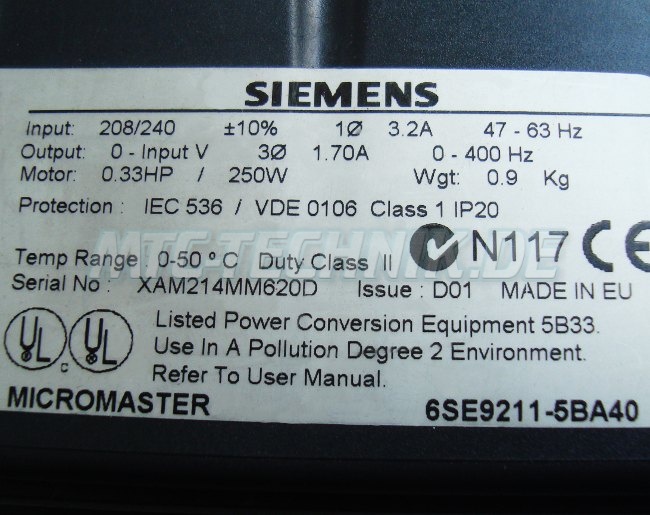 SIEMENS
Input: 208/240 ±10% 1Ø 3.2A 47 - 63 Hz
Output: 0 - Input V 3Ø 1.70A 0 - 400 Hz
Motor: 0.33HP / 250W Wgt: 0.9 Kg
Protection : IEC 536 / VDE 0106 Class 1 IP20
N117 CE
MTC-TECHNIK.DE
Temp Range : 0-50 º C Duty Class II
Serial No : XAM214MM620D Issue : D01 MADE IN EU
UL UL C
Listed Power Conversion Equipment 5B33.
Use In A Pollution Degree 2 Environment.
Refer To User Manual.
MICROMASTER 6SE9211-5BA40